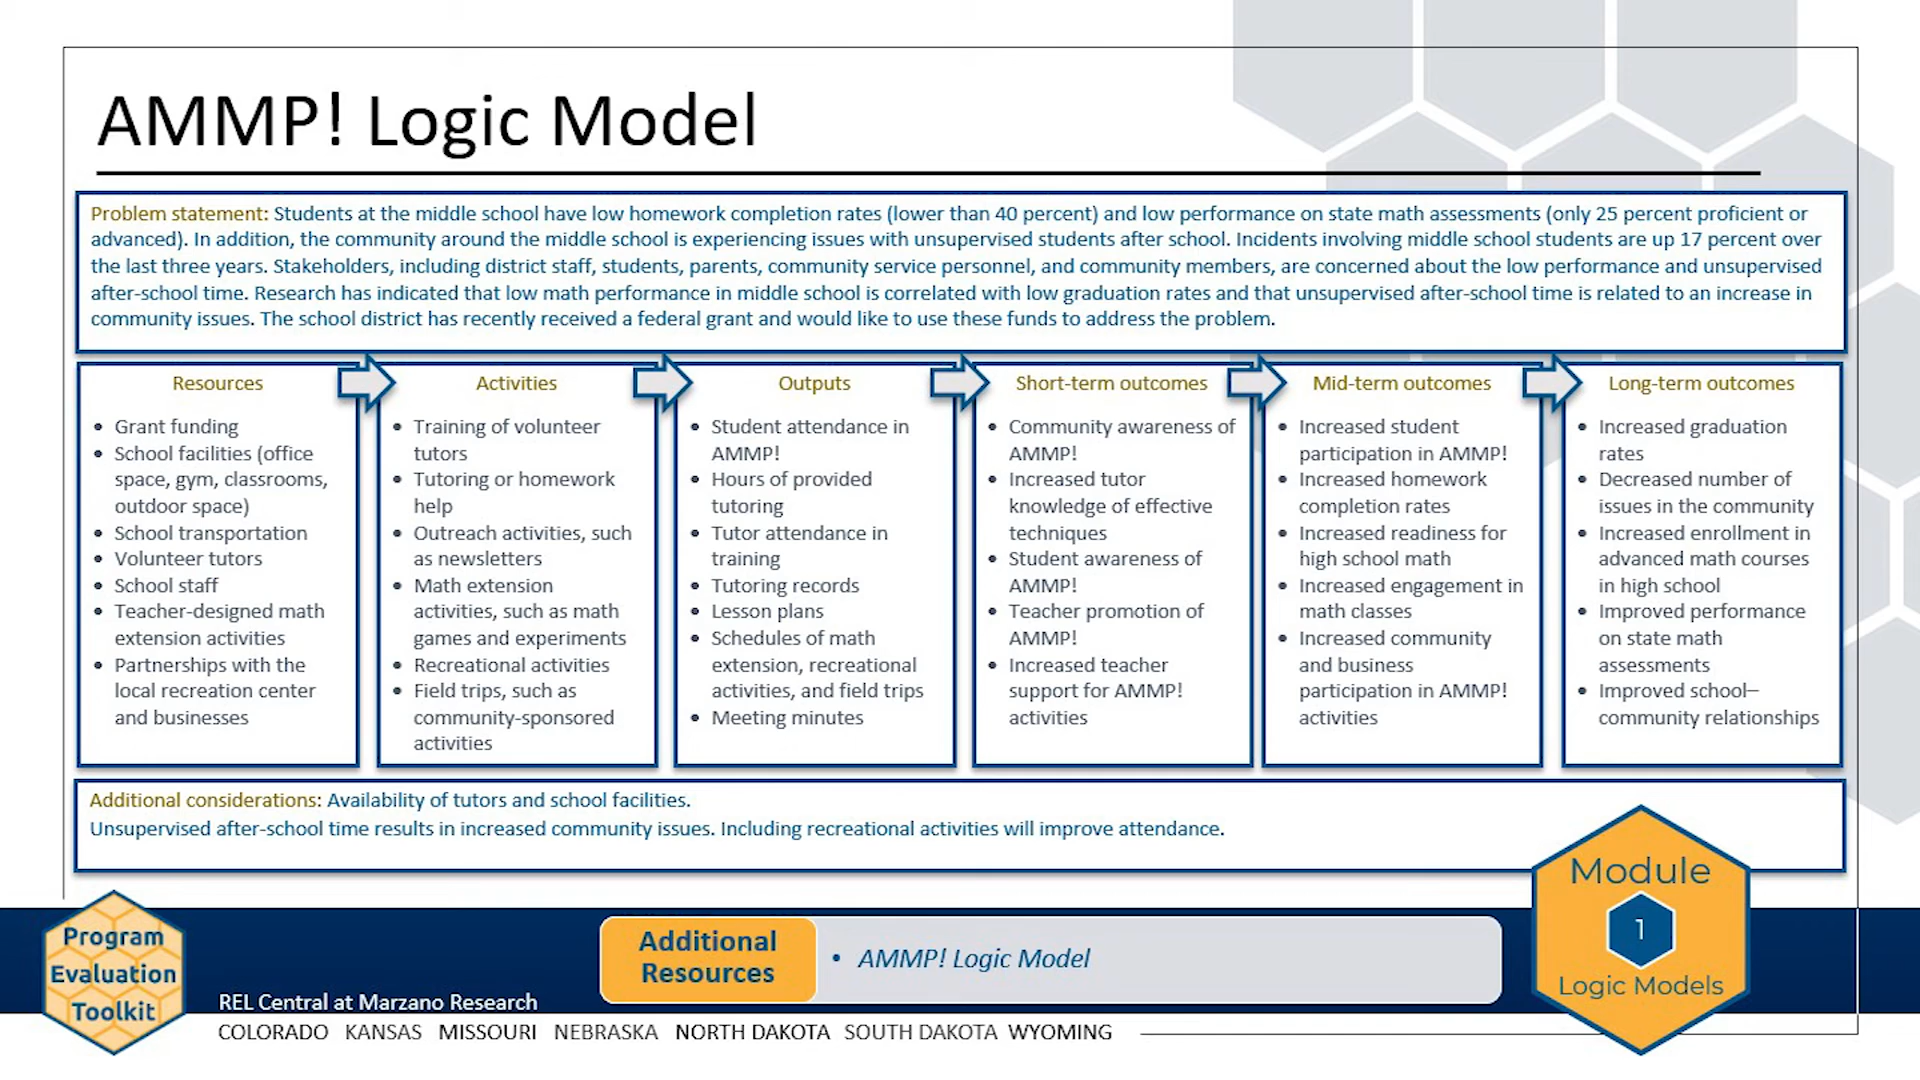 AMMP! Logic Model
Problem statement: Students at the middle school have low homework completion rates (lower than 40 percent) and low performance on state math assessments (only 25 percent proficient or
advanced). In addition, the community around the middle school is experiencing issues with unsupervised students after school. Incidents involving middle school students are up 17 percent over
the last three years. Stakeholders, including district staff, students, parents, community service personnel, and community members, are concerned about the low performance and unsupervised
after-school time. Research has indicated that low math performance in middle school is correlated with low graduation rates and that unsupervised after-school time is related to an increase in
community issues. The school district has recently received a federal grant and would like to use these funds to address the problem.
Resources
• Grant funding
• School facilities (office
space, gym, classrooms,
outdoor space)
• School transportation
• Volunteer tutors
• School staff
• Teacher-designed math
extension activities
• Partnerships with the
local recreation center
and businesses
Activities
• Training of volunteer
tutors
• Tutoring or homework
help
• Outreach activities, such
as newsletters
• Math extension
activities, such as math
games and experiments
• Recreational activities
• Field trips, such as
community-sponsored
activities
Outputs
• Student attendance in
AMMP!
• Hours of provided
tutoring
• Tutor attendance in
training
• Tutoring records
• Lesson plans
• Schedules of math
extension, recreational
activities, and field trips
• Meeting minutes
Short-term outcomes
• Community awareness of
AMMP!
• Increased tutor
knowledge of effective
techniques
• Student awareness of
AMMP!
• Teacher promotion of
AMMP!
• Increased teacher
support for AMMP!
activities
Mid-term outcomes
• Increased student
participation in AMMP!
• Increased homework
completion rates
• Increased readiness for
high school math
• Increased engagement in
math classes
• Increased community
and business
participation in AMMP!
activities
Long-term outcomes
• Increased graduation
rates
• Decreased number of
issues in the community
• Increased enrollment in
advanced math courses
in high school
• Improved performance
on state math
assessments
• Improved school–
community relationships
Additional considerations: Availability of tutors and school facilities.
Unsupervised after-school time results in increased community issues. Including recreational activities will improve attendance.
Program
Evaluation
Toolkit
REL Central at Marzano Research
COLORADO KANSAS MISSOURI NEBRASKA NORTH DAKOTA SOUTH DAKOTA WYOMING
Additional
Resources
• AMMP! Logic Model
Module
1
Logic Models